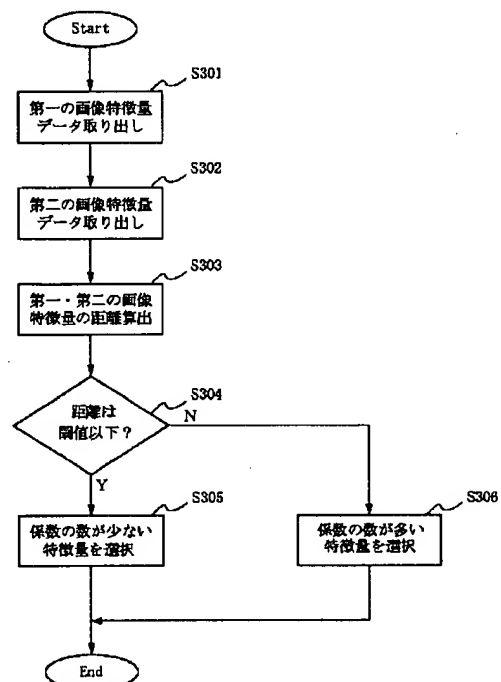 Start
S301
第一の画像特徴量
データ取り出し
S302
第二の画像特徴量
データ取り出し
S303
第一・第二の画像
特徴量の距離算出
S304
距離は
閾値以下？
N
Y
S305
係数の数が少ない
特徴量を選択
S306
係数の数が多い
特徴量を選択
End